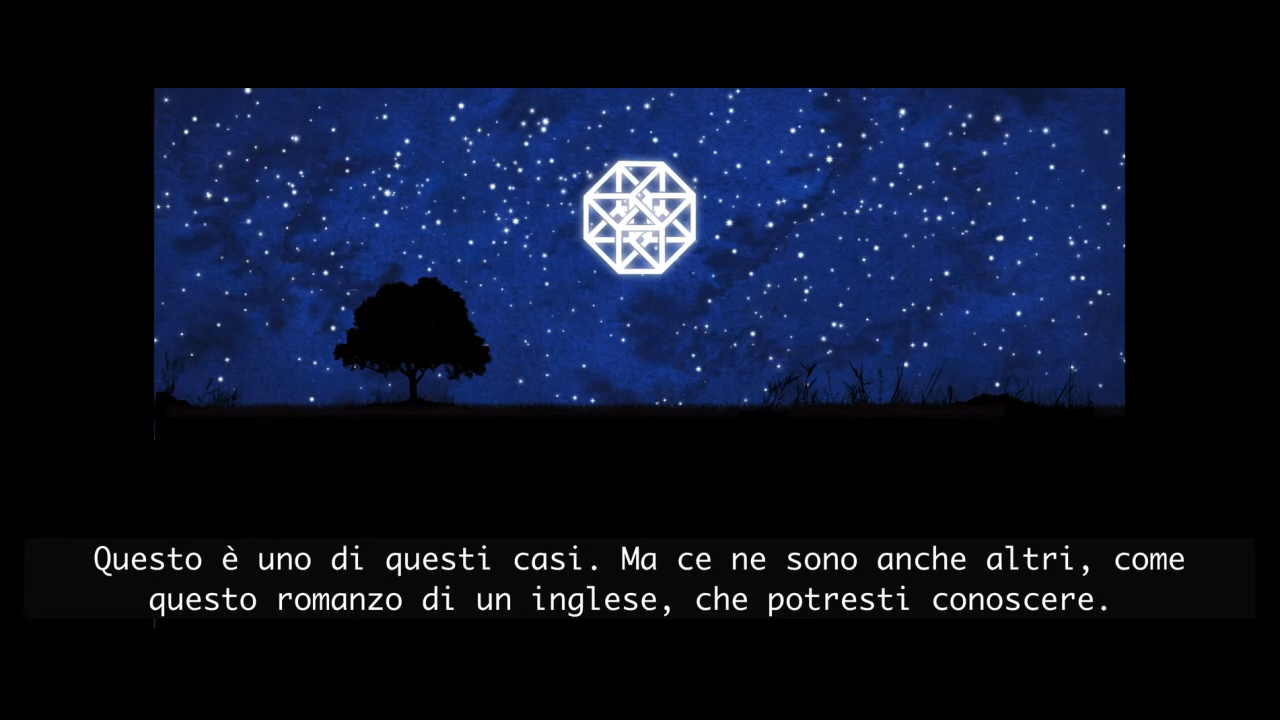 Questo è uno di questi casi. Ma ce ne sono anche altri, come
questo romanzo di un inglese, che potresti conoscere.